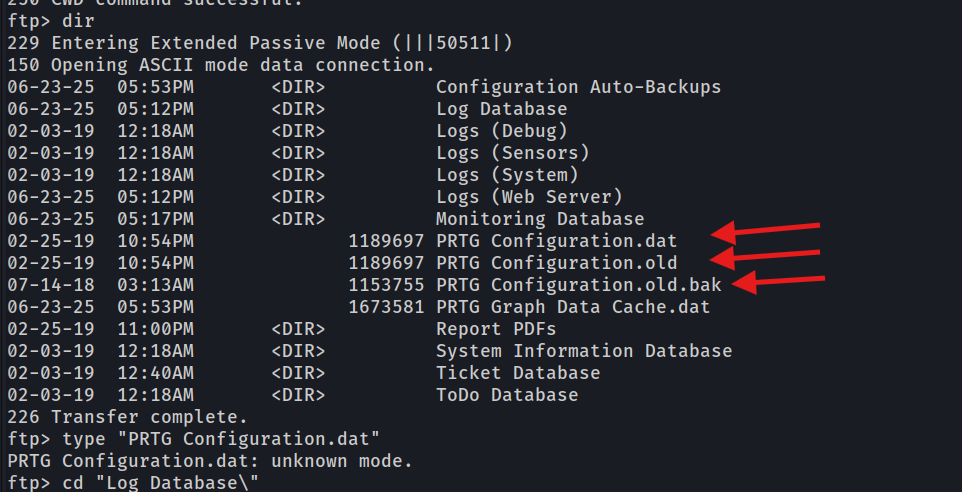 250 CWD command successful.
ftp> dir
229 Entering Extended Passive Mode (|||50511|)
150 Opening ASCII mode data connection.
06-23-25  05:53PM       <DIR>          Configuration Auto-Backups
06-23-25  05:12PM       <DIR>          Log Database
02-03-19  12:18AM       <DIR>          Logs (Debug)
02-03-19  12:18AM       <DIR>          Logs (Sensors)
02-03-19  12:18AM       <DIR>          Logs (System)
06-23-25  05:12PM       <DIR>          Logs (Web Server)
06-23-25  05:17PM       <DIR>          Monitoring Database
02-25-19  10:54PM              1189697 PRTG Configuration.dat
02-25-19  10:54PM              1189697 PRTG Configuration.old
07-14-18  03:13AM              1153755 PRTG Configuration.old.bak
06-23-25  05:53PM              1673581 PRTG Graph Data Cache.dat
02-25-19  11:00PM       <DIR>          Report PDFs
02-03-19  12:18AM       <DIR>          System Information Database
02-03-19  12:40AM       <DIR>          Ticket Database
02-03-19  12:18AM       <DIR>          ToDo Database
226 Transfer complete.
ftp> type "PRTG Configuration.dat"
PRTG Configuration.dat: unknown mode.
ftp> cd "Log Database\"